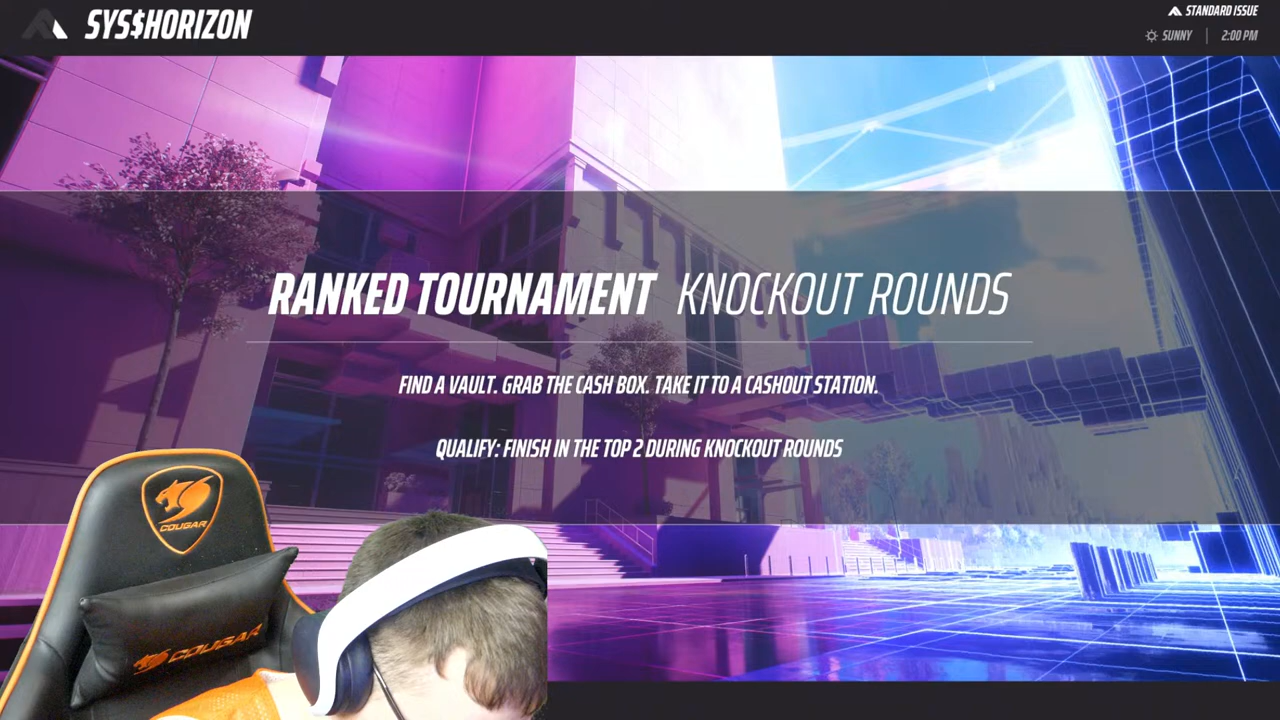 SYS$HORIZON
STANDARD ISSUE
SUNNY
2:00 PM
RANKED TOURNAMENT KNOCKOUT ROUNDS
FIND A VAULT. GRAB THE CASH BOX. TAKE IT TO A CASHOUT STATION.
QUALIFY: FINISH IN THE TOP 2 DURING KNOCKOUT ROUNDS
COUGAR
COUGAR